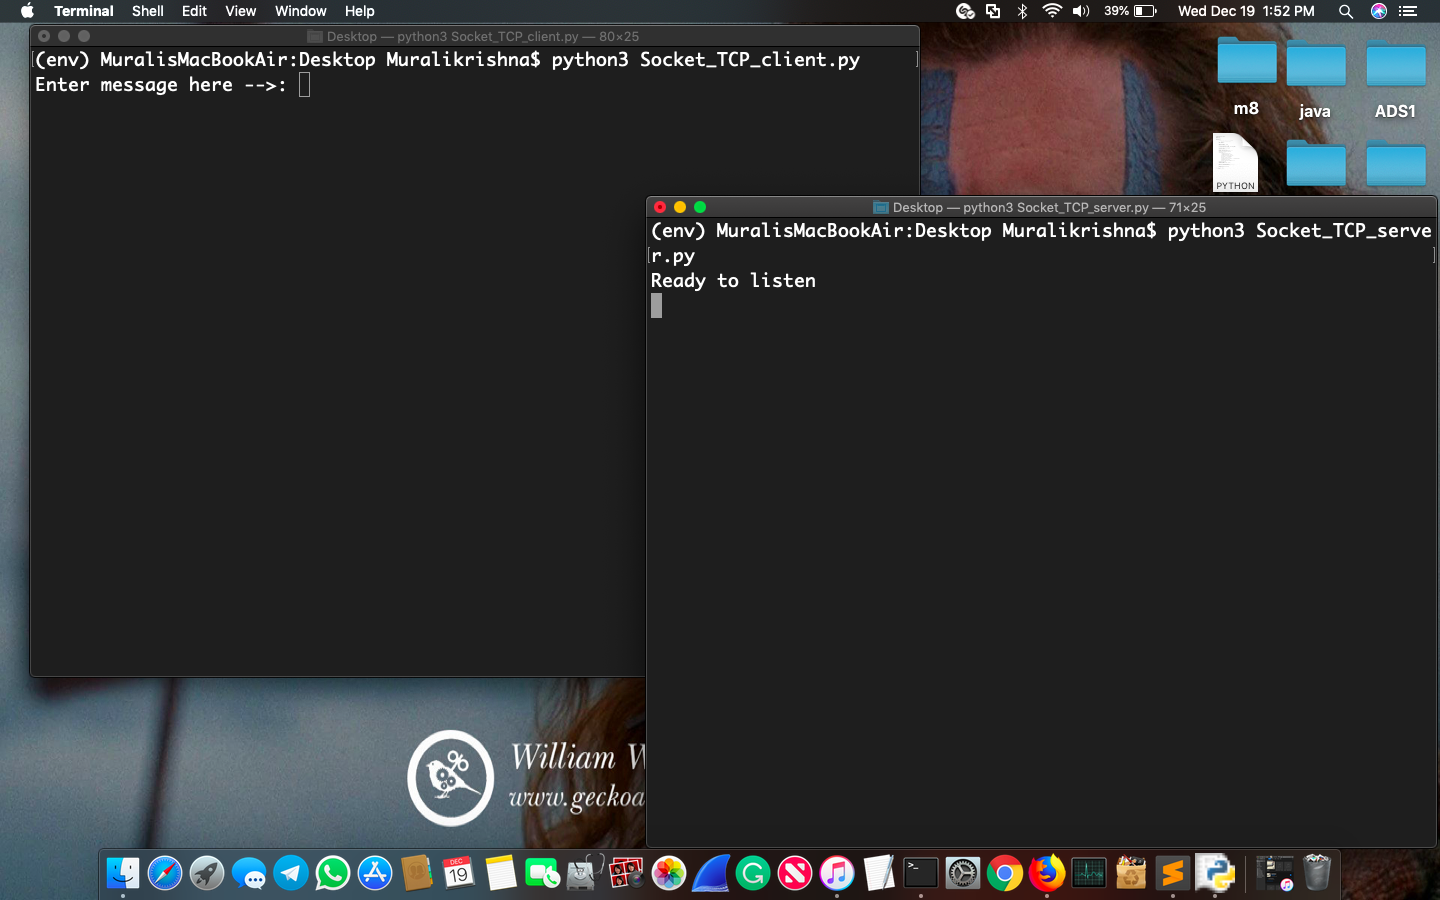 Terminal Shell Edit View Window Help 39% Wed Dec 19 1:52 PM
Desktop — python3 Socket_TCP_client.py — 80×25
(env) MuralisMacBookAir:Desktop Muralikrishna$ python3 Socket_TCP_client.py
Enter message here -->:
m8 java ADS1
PYTHON
Desktop — python3 Socket_TCP_server.py — 71×25
(env) MuralisMacBookAir:Desktop Muralikrishna$ python3 Socket_TCP_serve
r.py
Ready to listen
William W
www.geckoa
DEC
19